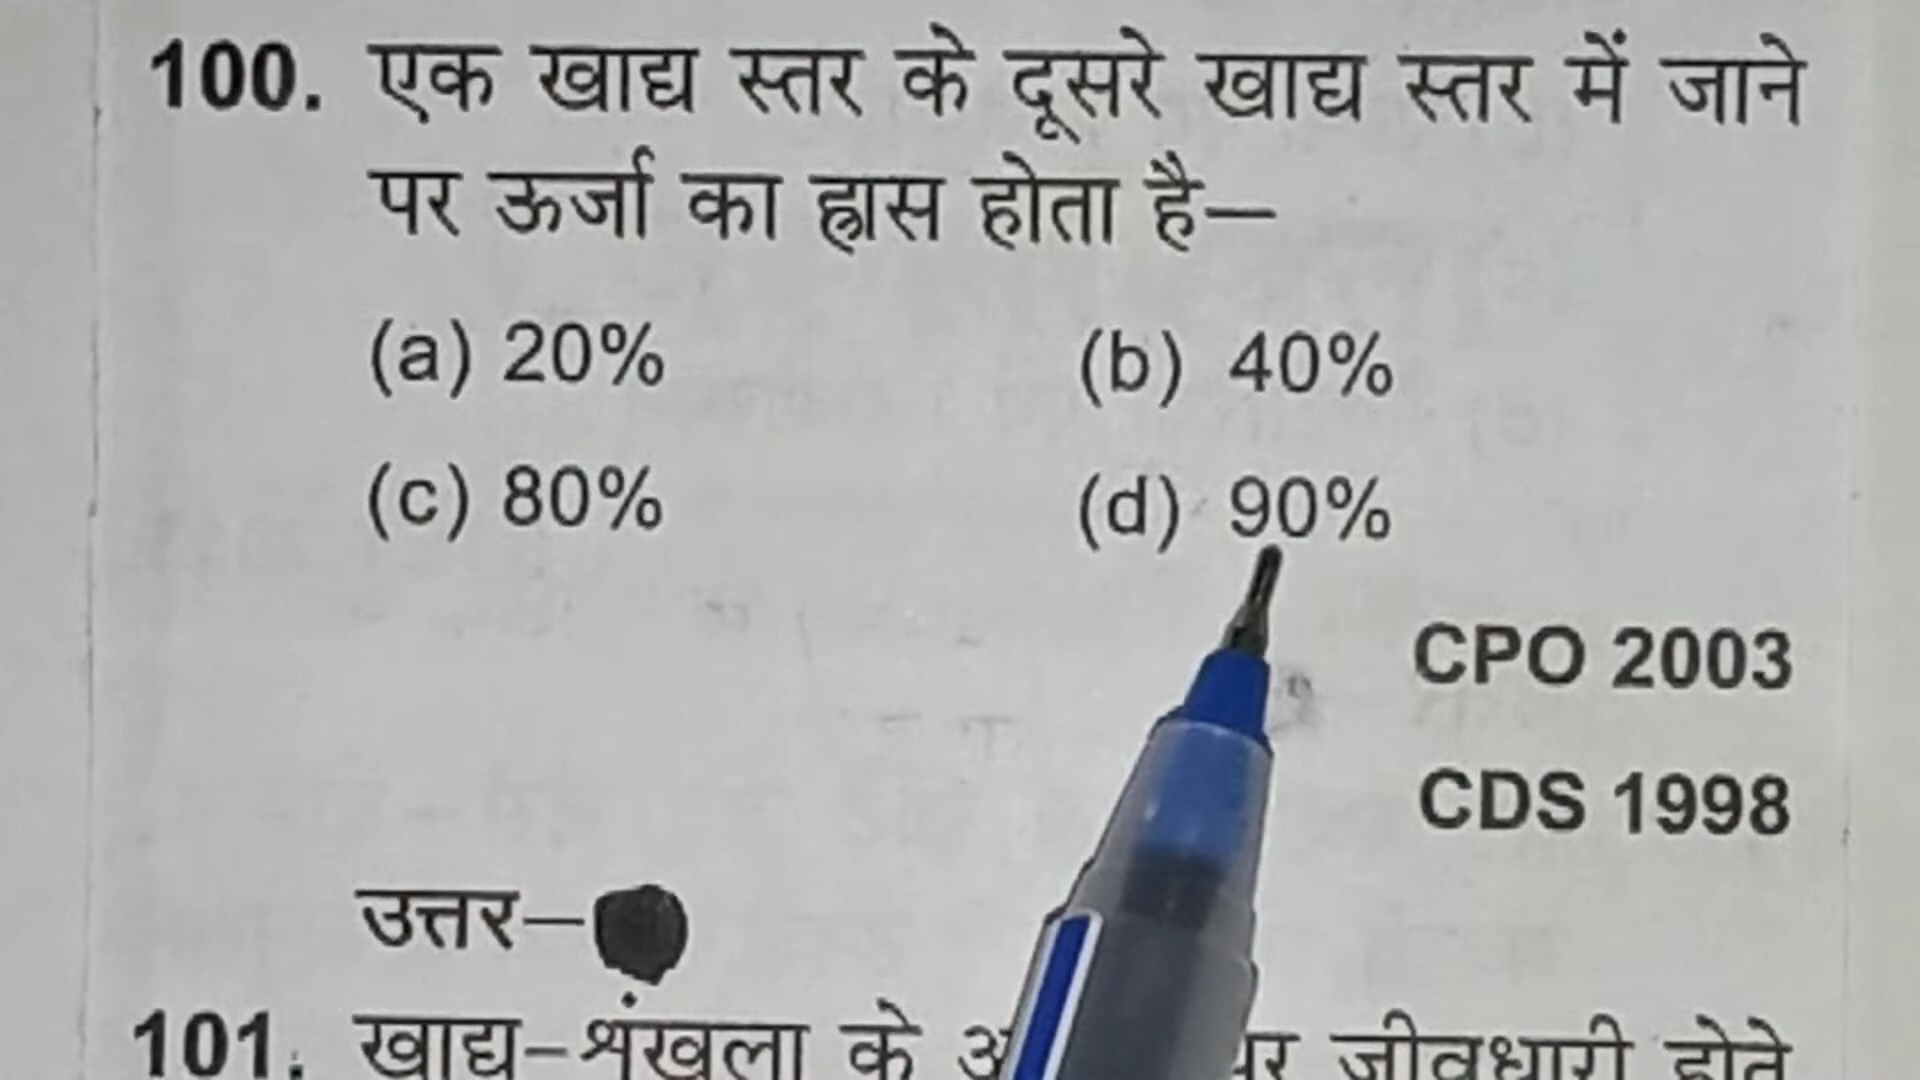 100. एक खाद्य स्तर के दूसरे खाद्य स्तर में जाने
पर ऊर्जा का ह्रास होता है—
(a) 20% (b) 40%
(c) 80% (d) 90%
CPO 2003
CDS 1998
उत्तर—
101. खाद्य-शृंखला के जीवधारी होते